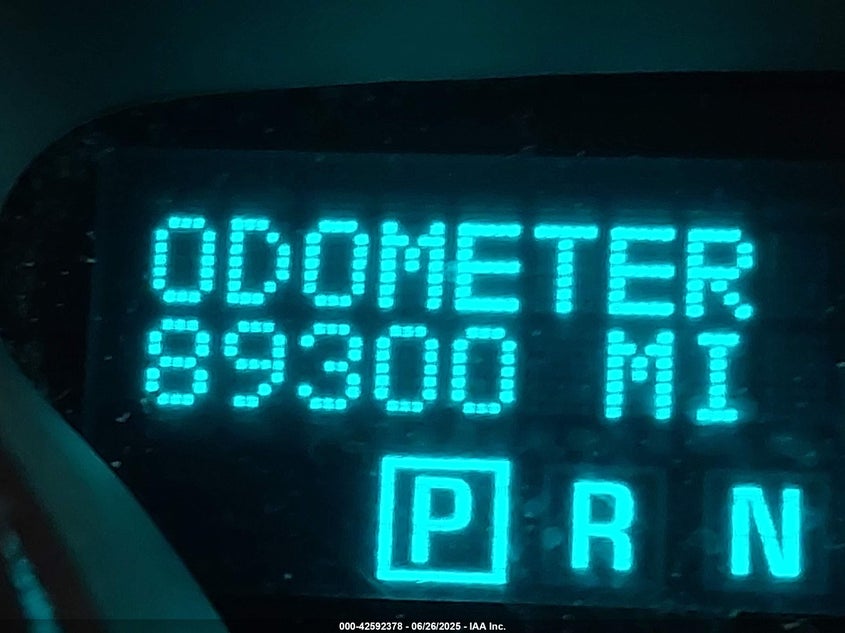 ODOMETER
89300 MI
P R N
000-42592378 - 06/26/2025 - IAA Inc.